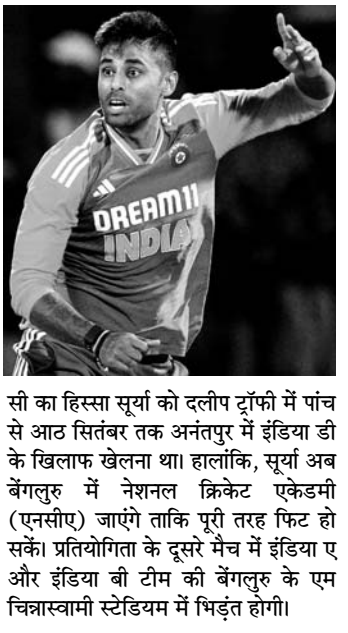 DREAM11
INDIA
सी का हिस्सा सूर्या को दलीप ट्रॉफी में पांच
से आठ सितंबर तक अनंतपुर में इंडिया डी
के खिलाफ खेलना था। हालांकि, सूर्या अब
बेंगलुरु में नेशनल क्रिकेट एकेडमी
(एनसीए) जाएंगे ताकि पूरी तरह फिट हो
सकें। प्रतियोगिता के दूसरे मैच में इंडिया ए
और इंडिया बी टीम की बेंगलुरु के एम
चिन्नास्वामी स्टेडियम में भिड़ंत होगी।